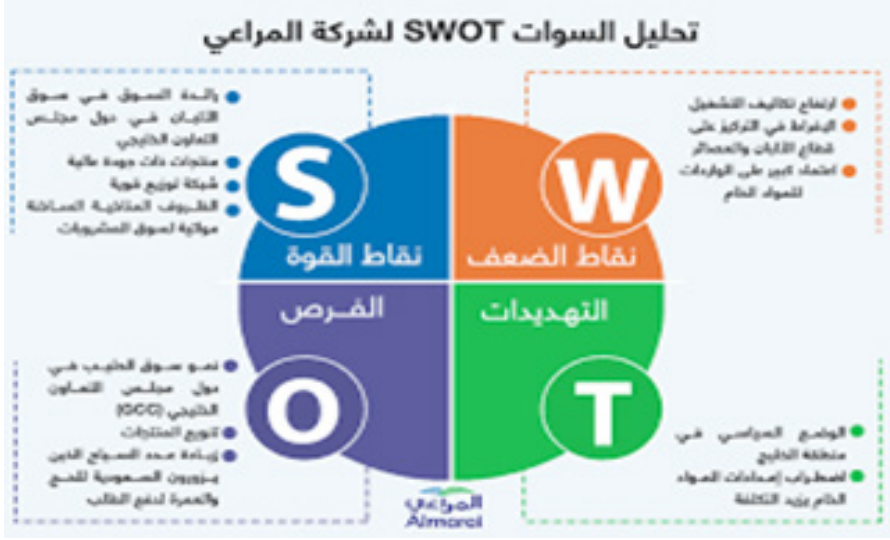 تحليل السوات SWOT لشركة المراعي
ارتفاع تكاليف التشغيل
الإفراط في التركيز على
قطاع الألبان والعصائر
اعتماد كبير على الواردات
للمواد الخام
رائدة السوق في سوق
الألبان في دول مجلس
التعاون الخليجي
منتجات ذات جودة عالية
شبكة توزيع قوية
الظروف المناخية الساخنة
مواتية لسوق المشروبات
W
S
نقاط الضعف
نقاط القوة
التهديدات
الفرص
T
O
الوضع السياسي في
منطقة الخليج
اضطراب إمدادات المواد
الخام يزيد التكلفة
نمو سوق الحليب في
دول مجلس التعاون
الخليجي (GCC)
تنويع المنتجات
زيادة عدد السياح الذين
يزورون السعودية للحج
والعمرة لدفع الطلب
المراعي
Almarai